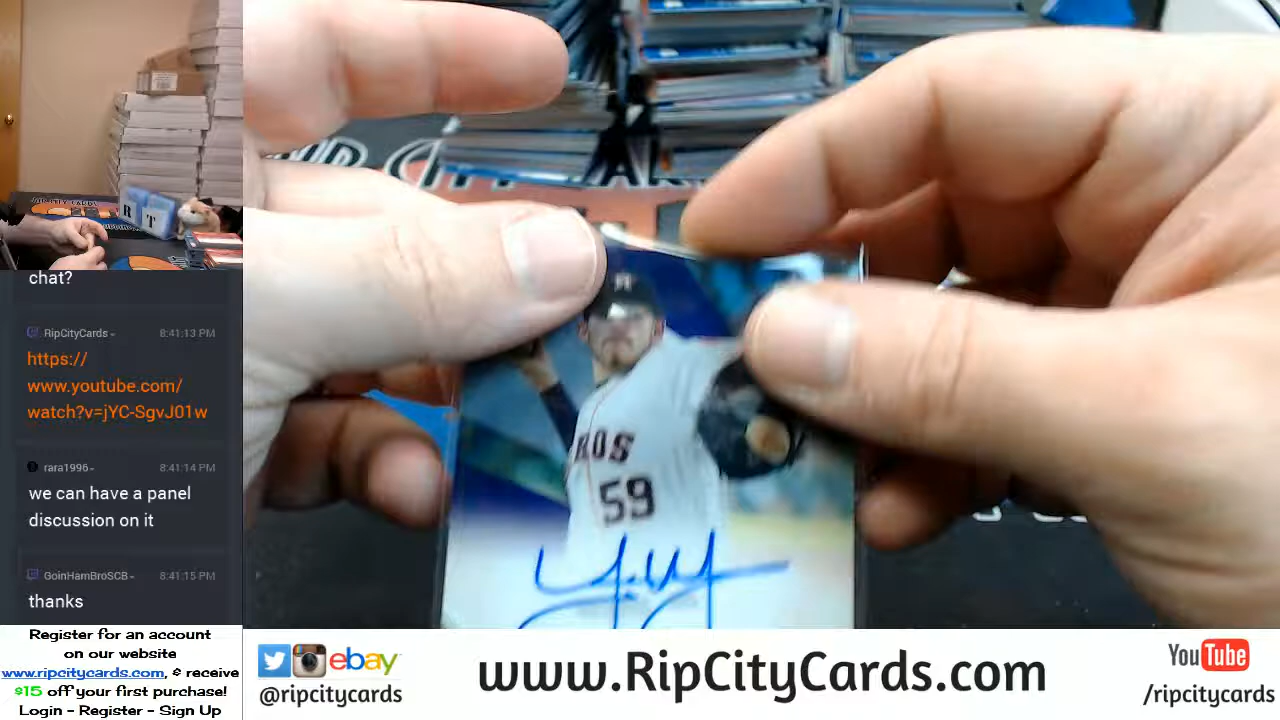 chat?
RipCityCards
8:41:13 PM
https://
www.youtube.com/
watch?v=jYC-SgvJ01w
rara1996
8:41:14 PM
we can have a panel
discussion on it
GoinHamBroSCB
8:41:15 PM
thanks
Register for an account
on our website
www.ripcitycards.com, & receive
$15 off your first purchase!
Login - Register - Sign Up
R T
ROS
59
ebay
@ripcitycards
www.RipCityCards.com
YouTube
/ripcitycards